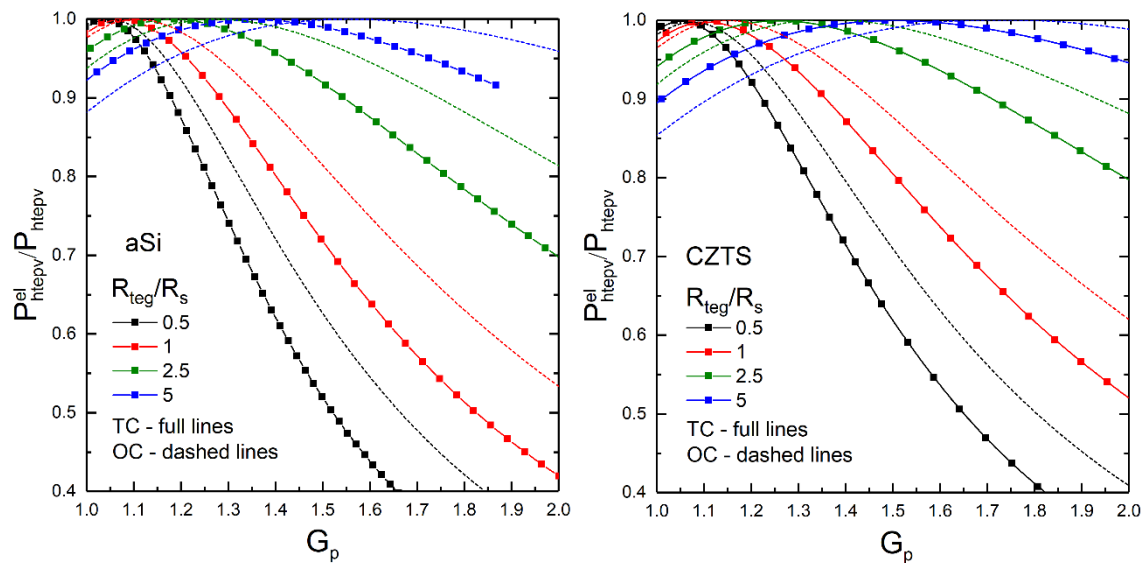 1.0
0.9
0.8
0.7
0.6
0.5
0.4
P^el_htepv/P_htepv
aSi
R_teg/R_s
0.5
1
2.5
5
TC - full lines
OC - dashed lines
1.0 1.1 1.2 1.3 1.4 1.5 1.6 1.7 1.8 1.9 2.0
G_p
1.0
0.9
0.8
0.7
0.6
0.5
0.4
P^el_htepv/P_htepv
CZTS
R_teg/R_s
0.5
1
2.5
5
TC - full lines
OC - dashed lines
1.0 1.1 1.2 1.3 1.4 1.5 1.6 1.7 1.8 1.9 2.0
G_p